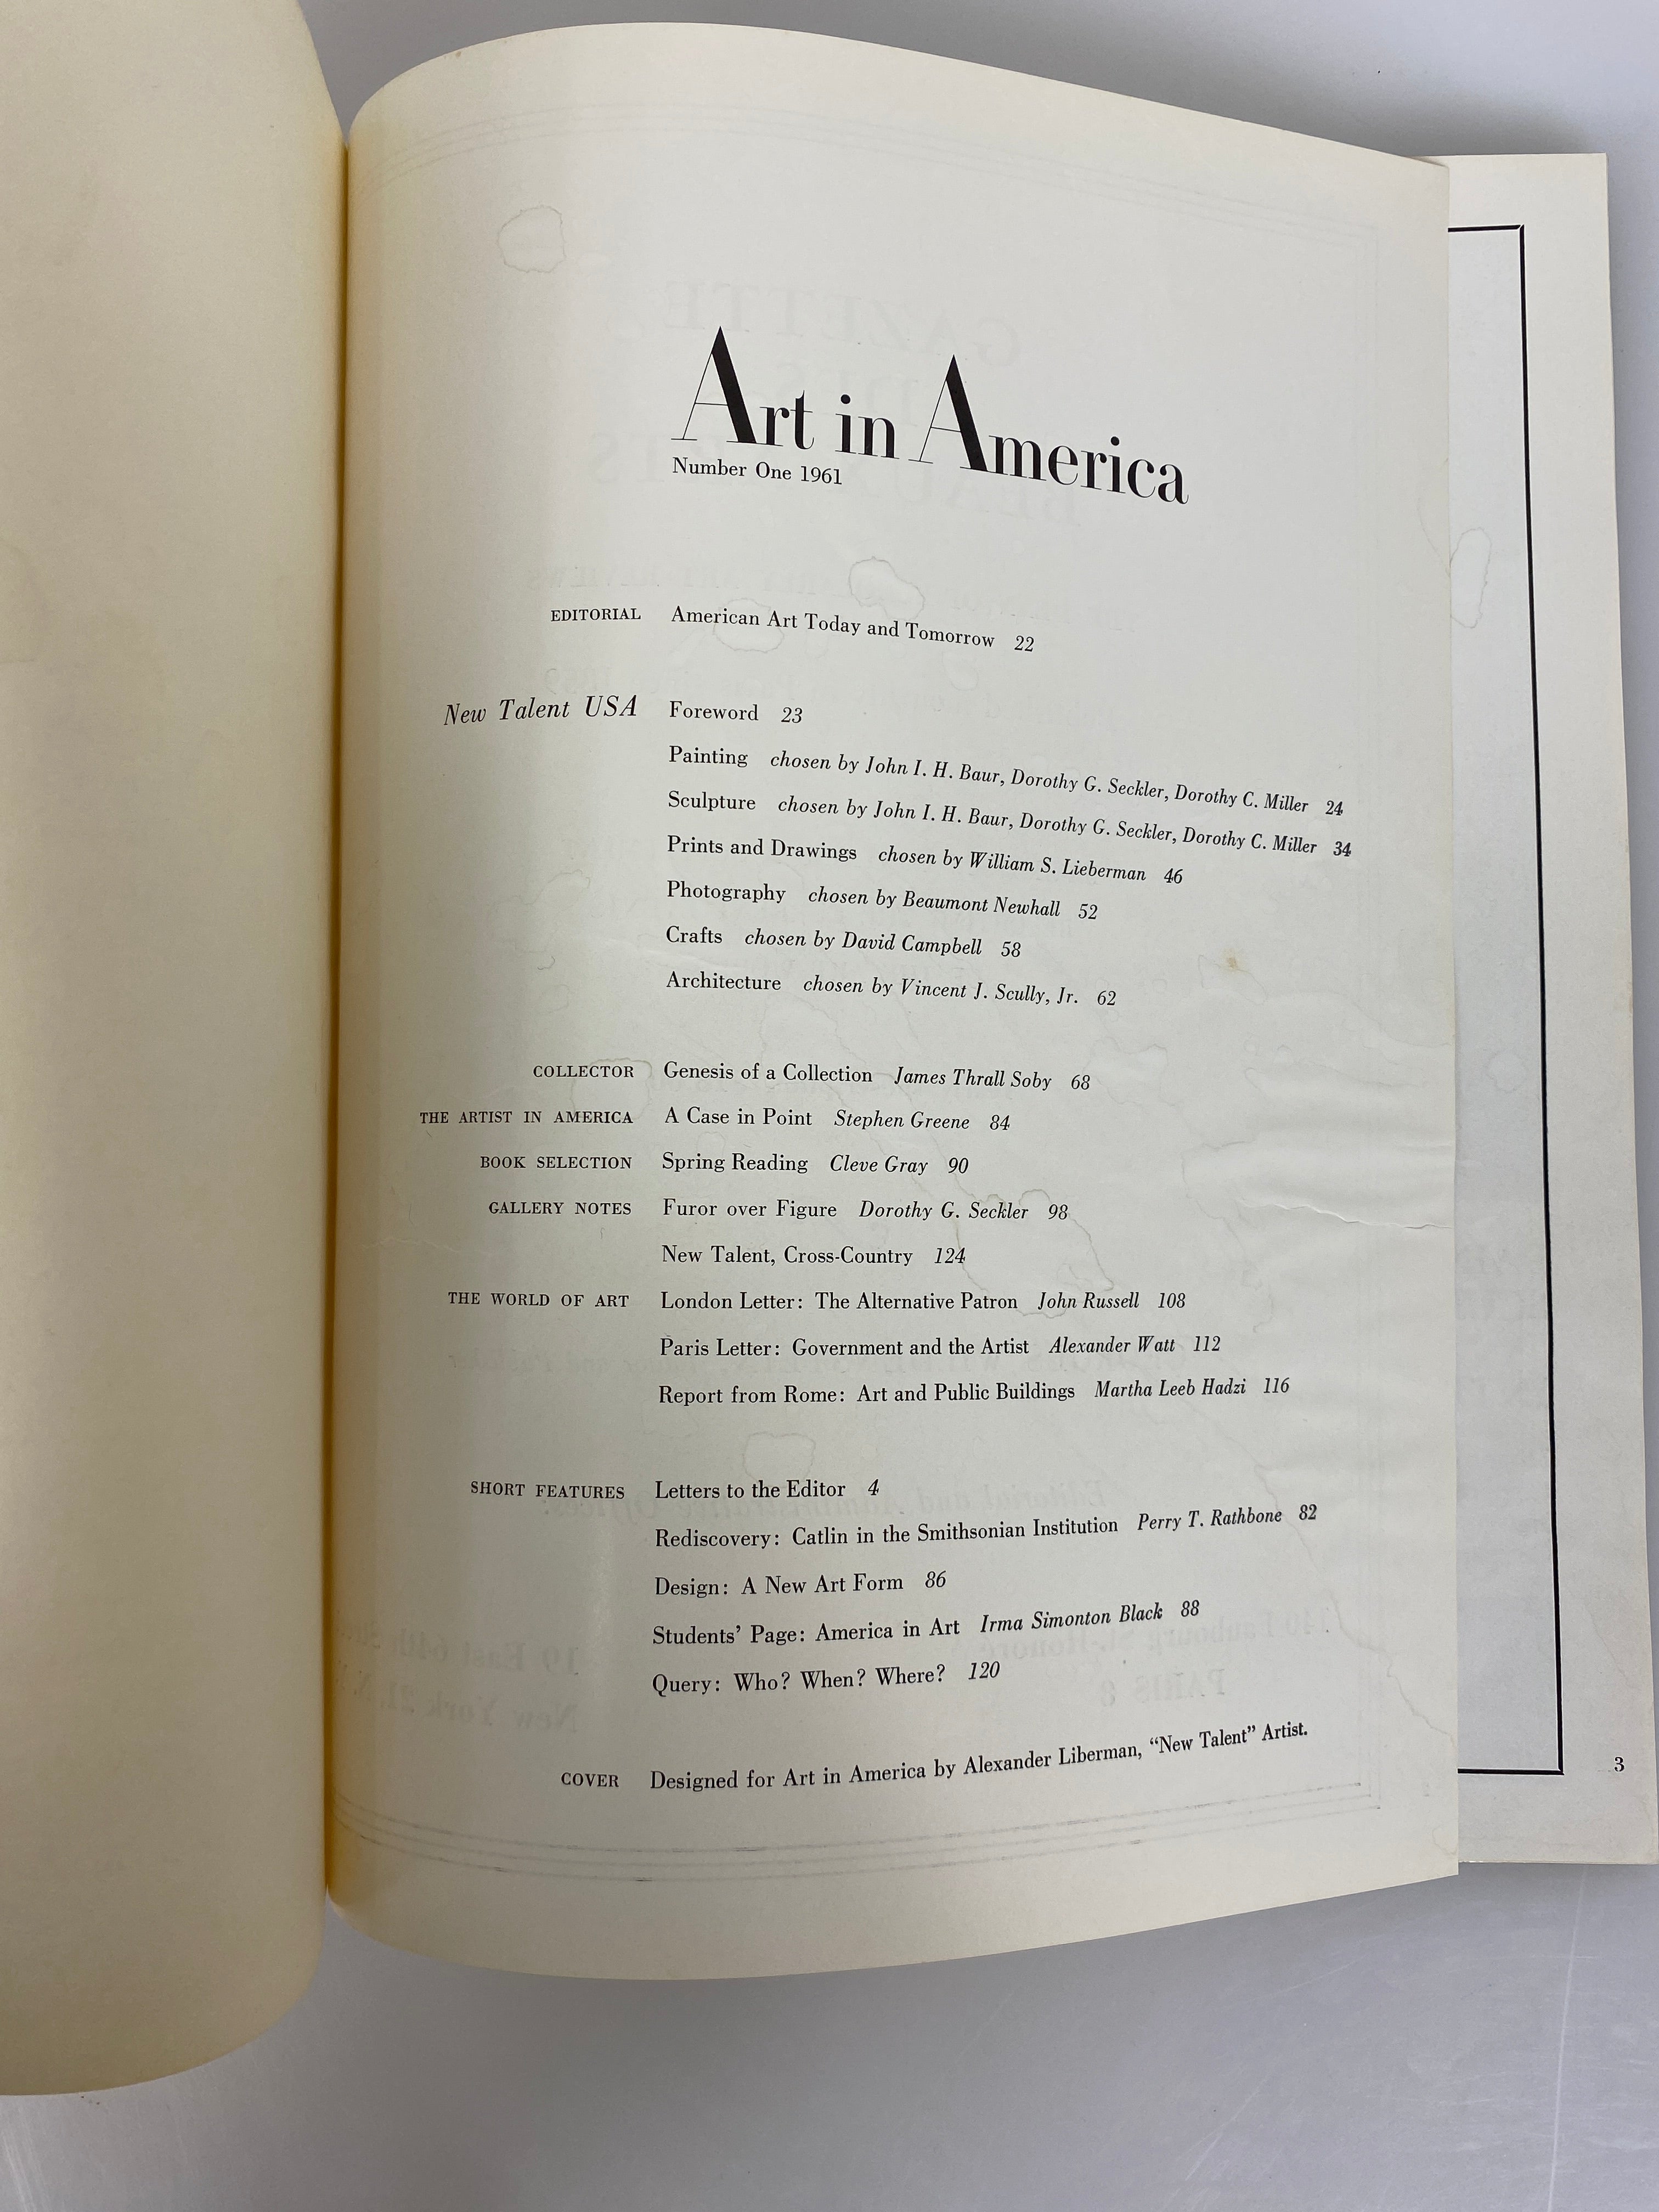 Art in America
Number One 1961
EDITORIAL American Art Today and Tomorrow 22
New Talent USA Foreword 23
Painting chosen by John I. H. Baur, Dorothy G. Seckler, Dorothy C. Miller 24
Sculpture chosen by John I. H. Baur, Dorothy G. Seckler, Dorothy C. Miller 34
Prints and Drawings chosen by William S. Lieberman 46
Photography chosen by Beaumont Newhall 52
Crafts chosen by David Campbell 58
Architecture chosen by Vincent J. Scully, Jr. 62
COLLECTOR Genesis of a Collection James Thrall Soby 68
THE ARTIST IN AMERICA A Case in Point Stephen Greene 84
BOOK SELECTION Spring Reading Cleve Gray 90
GALLERY NOTES Furor over Figure Dorothy G. Seckler 98
New Talent, Cross-Country 124
THE WORLD OF ART London Letter: The Alternative Patron John Russell 108
Paris Letter: Government and the Artist Alexander Watt 112
Report from Rome: Art and Public Buildings Martha Leeb Hadzi 116
SHORT FEATURES Letters to the Editor 4
Rediscovery: Catlin in the Smithsonian Institution Perry T. Rathbone 82
Design: A New Art Form 86
Students' Page: America in Art Irma Simonton Black 88
Query: Who? When? Where? 120
COVER Designed for Art in America by Alexander Liberman, "New Talent" Artist.
3